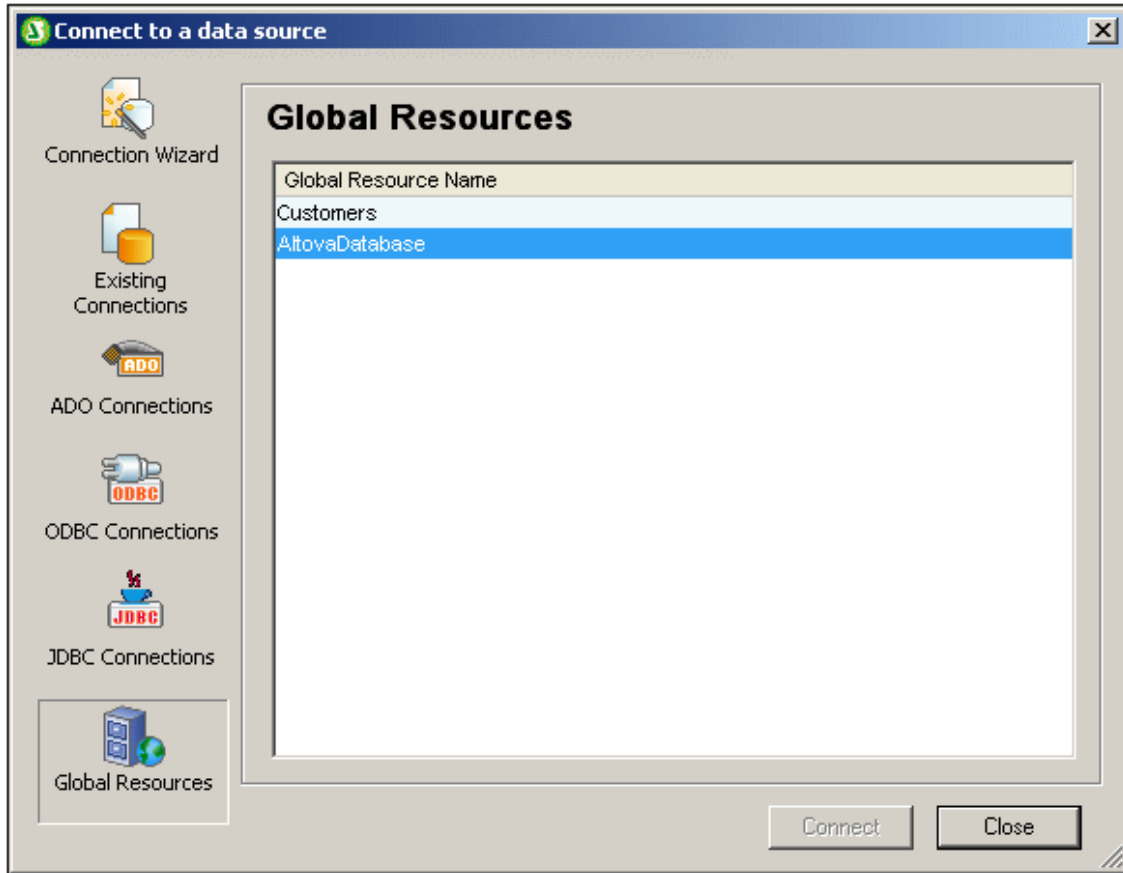 Connect to a data source
Connection Wizard
Existing
Connections
ADO
ADO Connections
ODBC
ODBC Connections
JDBC
JDBC Connections
Global Resources
Global Resources
Global Resource Name
Customers
AltovaDatabase
Connect
Close